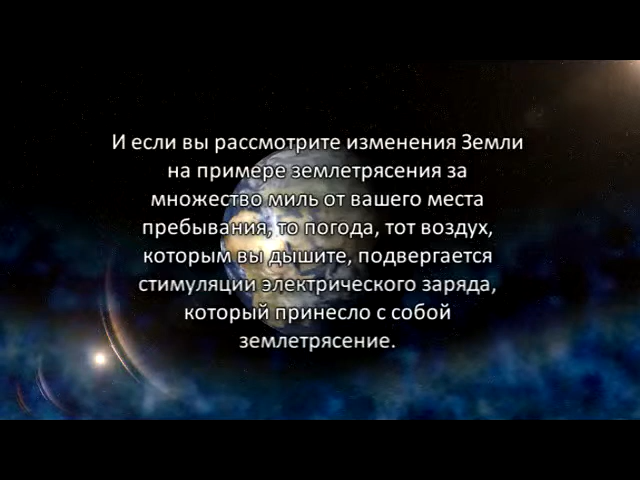 И если вы рассмотрите изменения Земли
на примере землетрясения за
множество миль от вашего места
пребывания, то погода, тот воздух,
которым вы дышите, подвергается
стимуляции электрического заряда,
который принесло с собой
землетрясение.